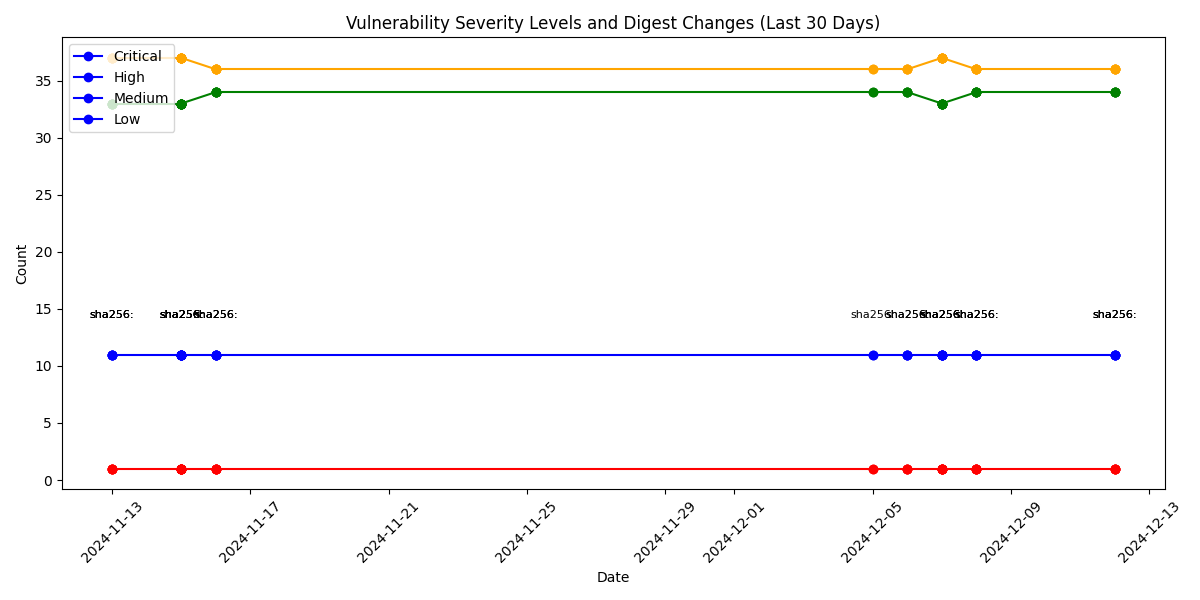 Vulnerability Severity Levels and Digest Changes (Last 30 Days)
Critical
High
Medium
Low
35
30
25
20
15
10
5
0
Count
sha256: sha256: sha256: sha256: sha256: sha256: sha256: sha256:
2024-11-13 2024-11-17 2024-11-21 2024-11-25 2024-11-29 2024-12-01 2024-12-05 2024-12-09 2024-12-13
Date